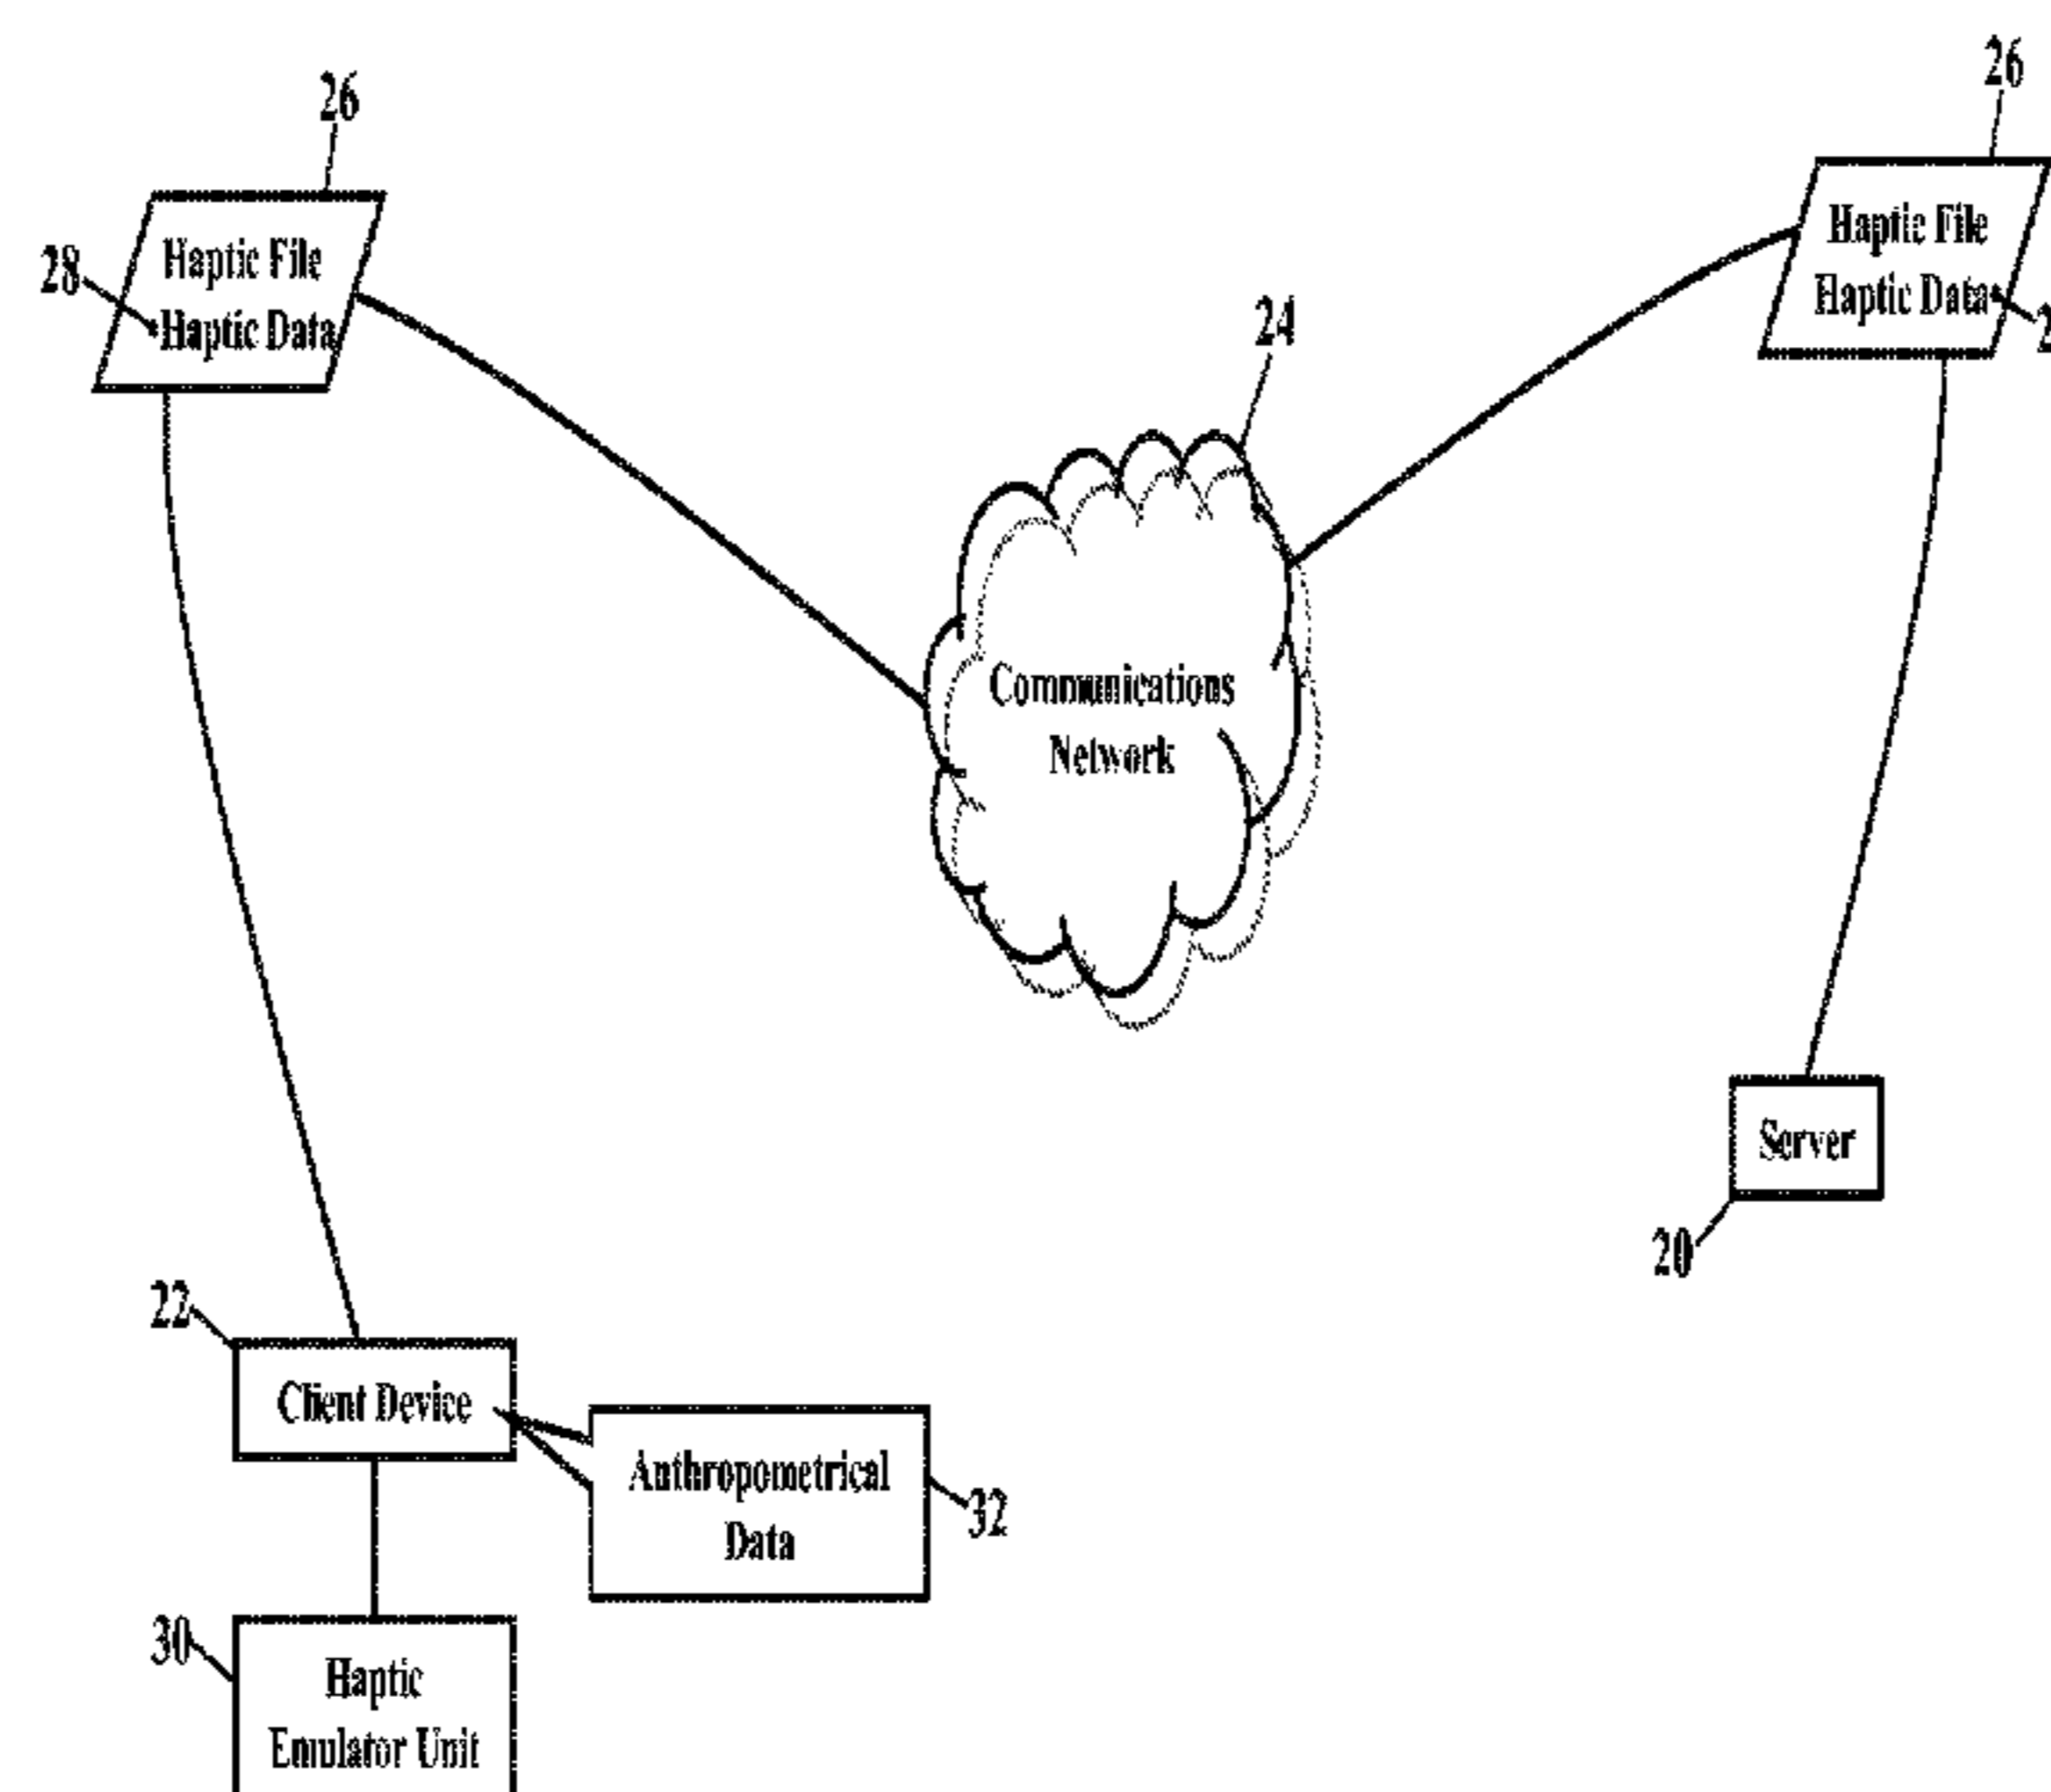 26
26
Haptic File
Haptic Data
28
Haptic File
Haptic Data
24
Communications
Network
Server
20
22
Client Device
Anthropometrical
Data
32
30
Haptic
Emulator Unit